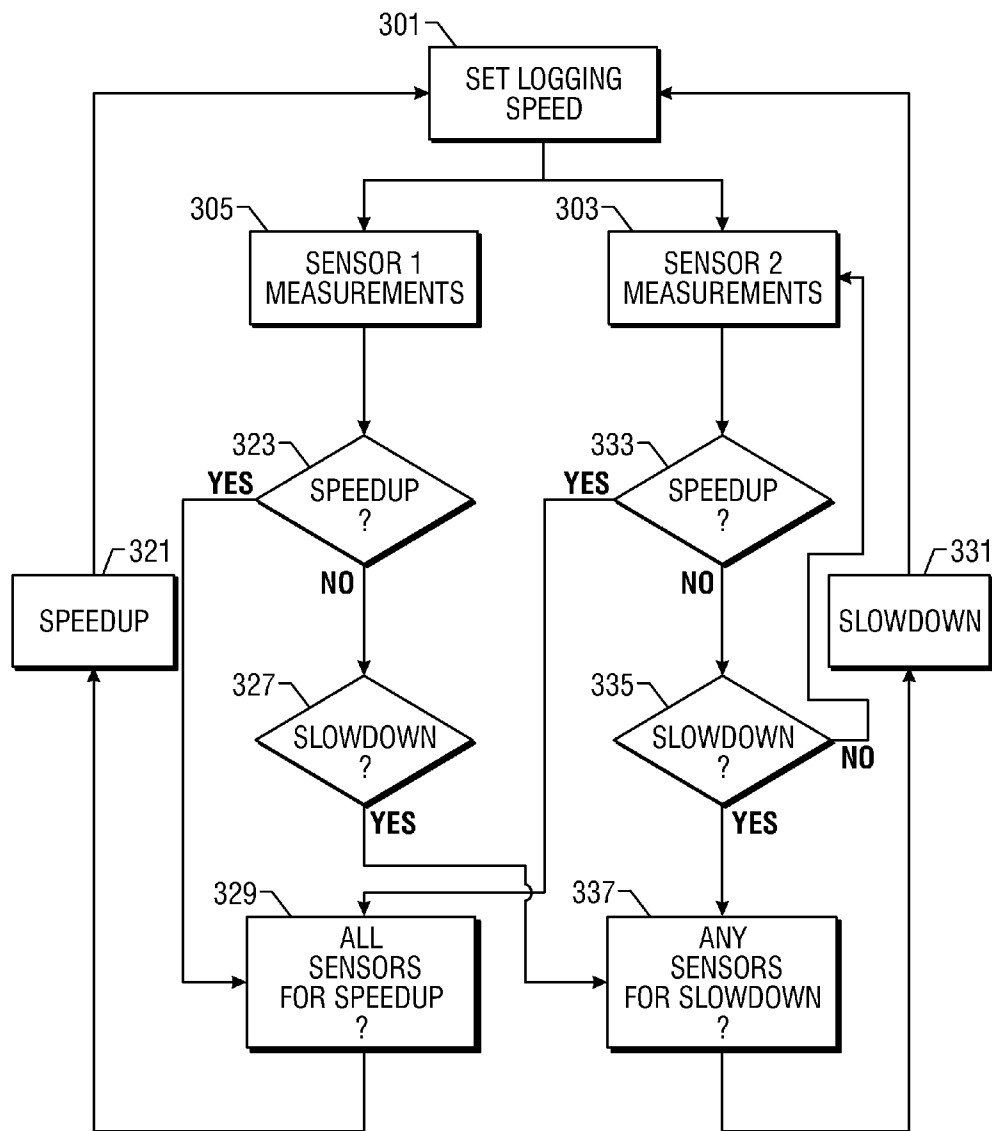 301
SET LOGGING
SPEED
305
SENSOR 1
MEASUREMENTS
303
SENSOR 2
MEASUREMENTS
323
YES
SPEEDUP
?
NO
333
YES
SPEEDUP
?
NO
321
SPEEDUP
331
SLOWDOWN
327
SLOWDOWN
?
YES
335
SLOWDOWN
?
NO
YES
329
ALL
SENSORS
FOR SPEEDUP
?
337
ANY
SENSORS
FOR SLOWDOWN
?